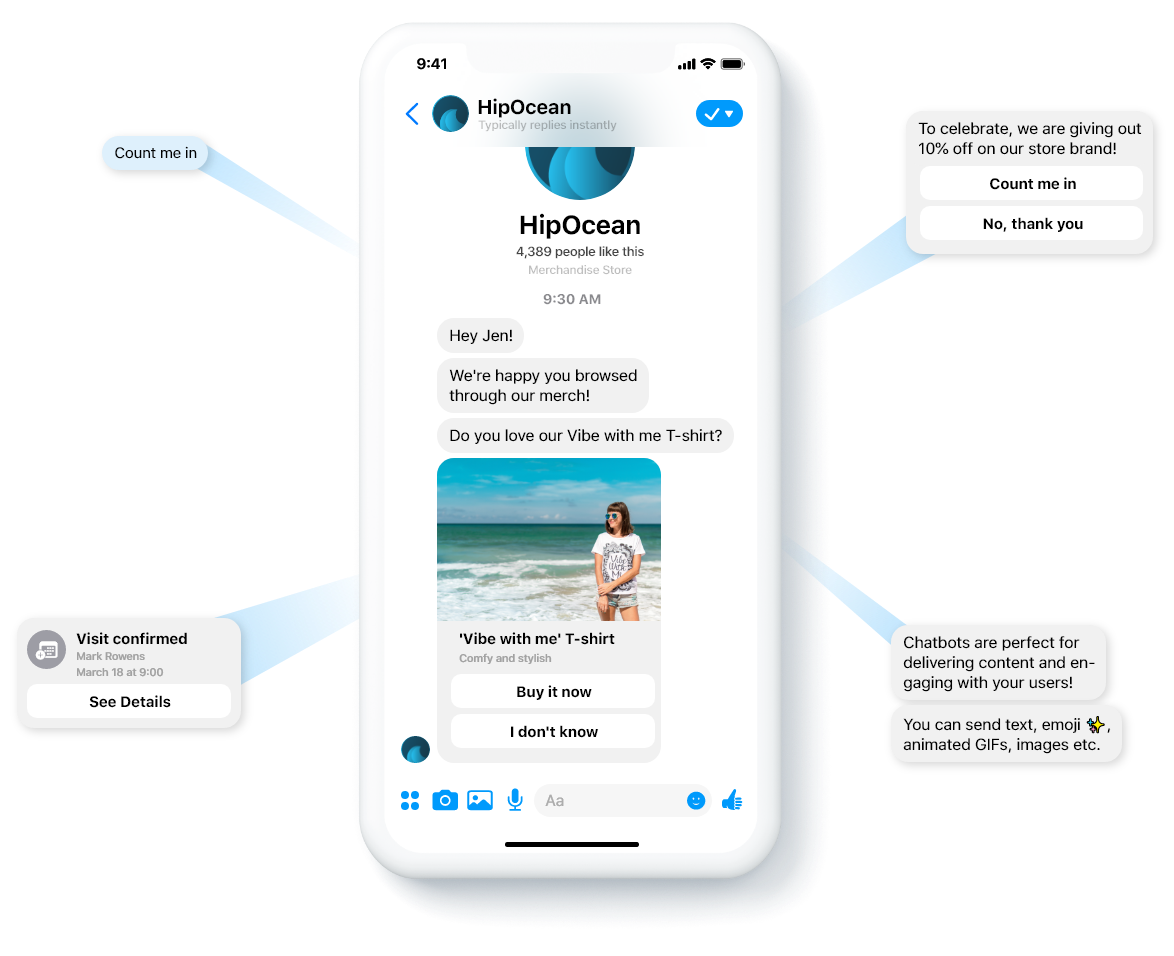 9:41
HipOcean
Typically replies instantly
HipOcean
4,389 people like this
Merchandise Store
9:30 AM
Hey Jen!
We're happy you browsed
through our merch!
Do you love our Vibe with me T-shirt?
Vibe
With
Me
'Vibe with me' T-shirt
Comfy and stylish
Buy it now
I don't know
Aa
Count me in
Visit confirmed
Mark Rowens
March 18 at 9:00
See Details
To celebrate, we are giving out
10% off on our store brand!
Count me in
No, thank you
Chatbots are perfect for
delivering content and en-
gaging with your users!
You can send text, emoji ✨,
animated GIFs, images etc.